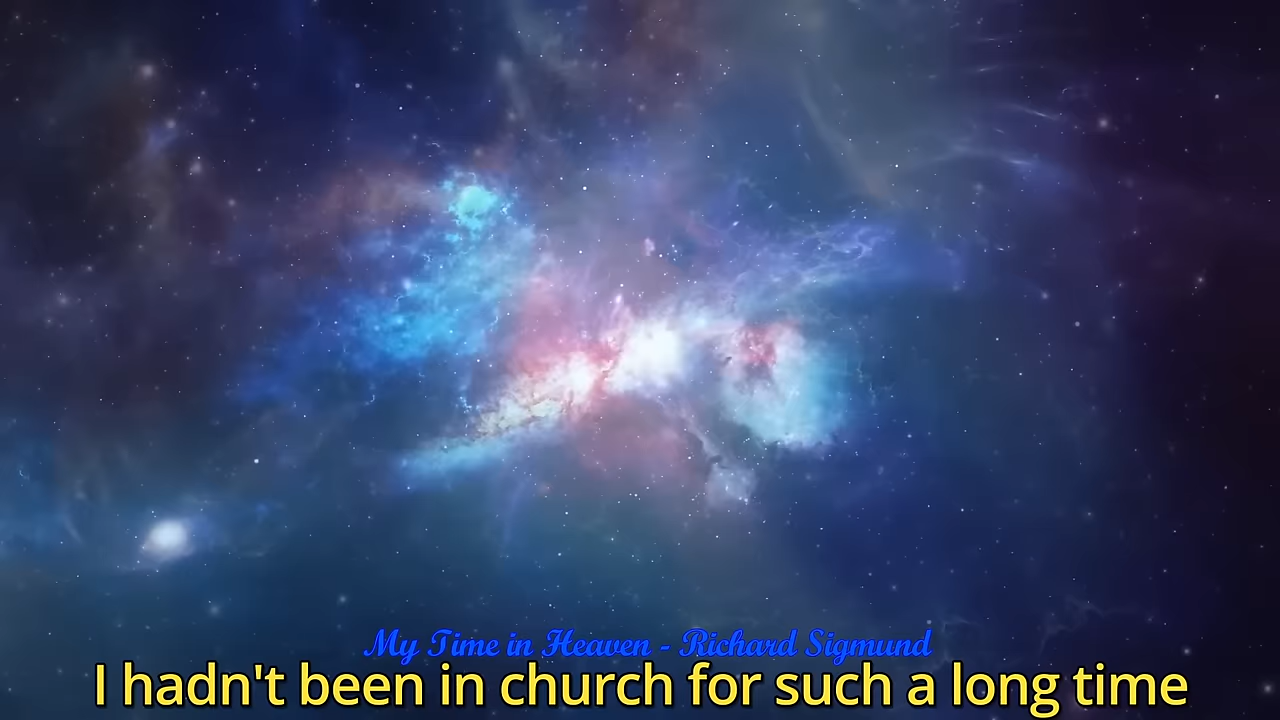 My Time in Heaven - Richard Sigmund
I hadn't been in church for such a long time